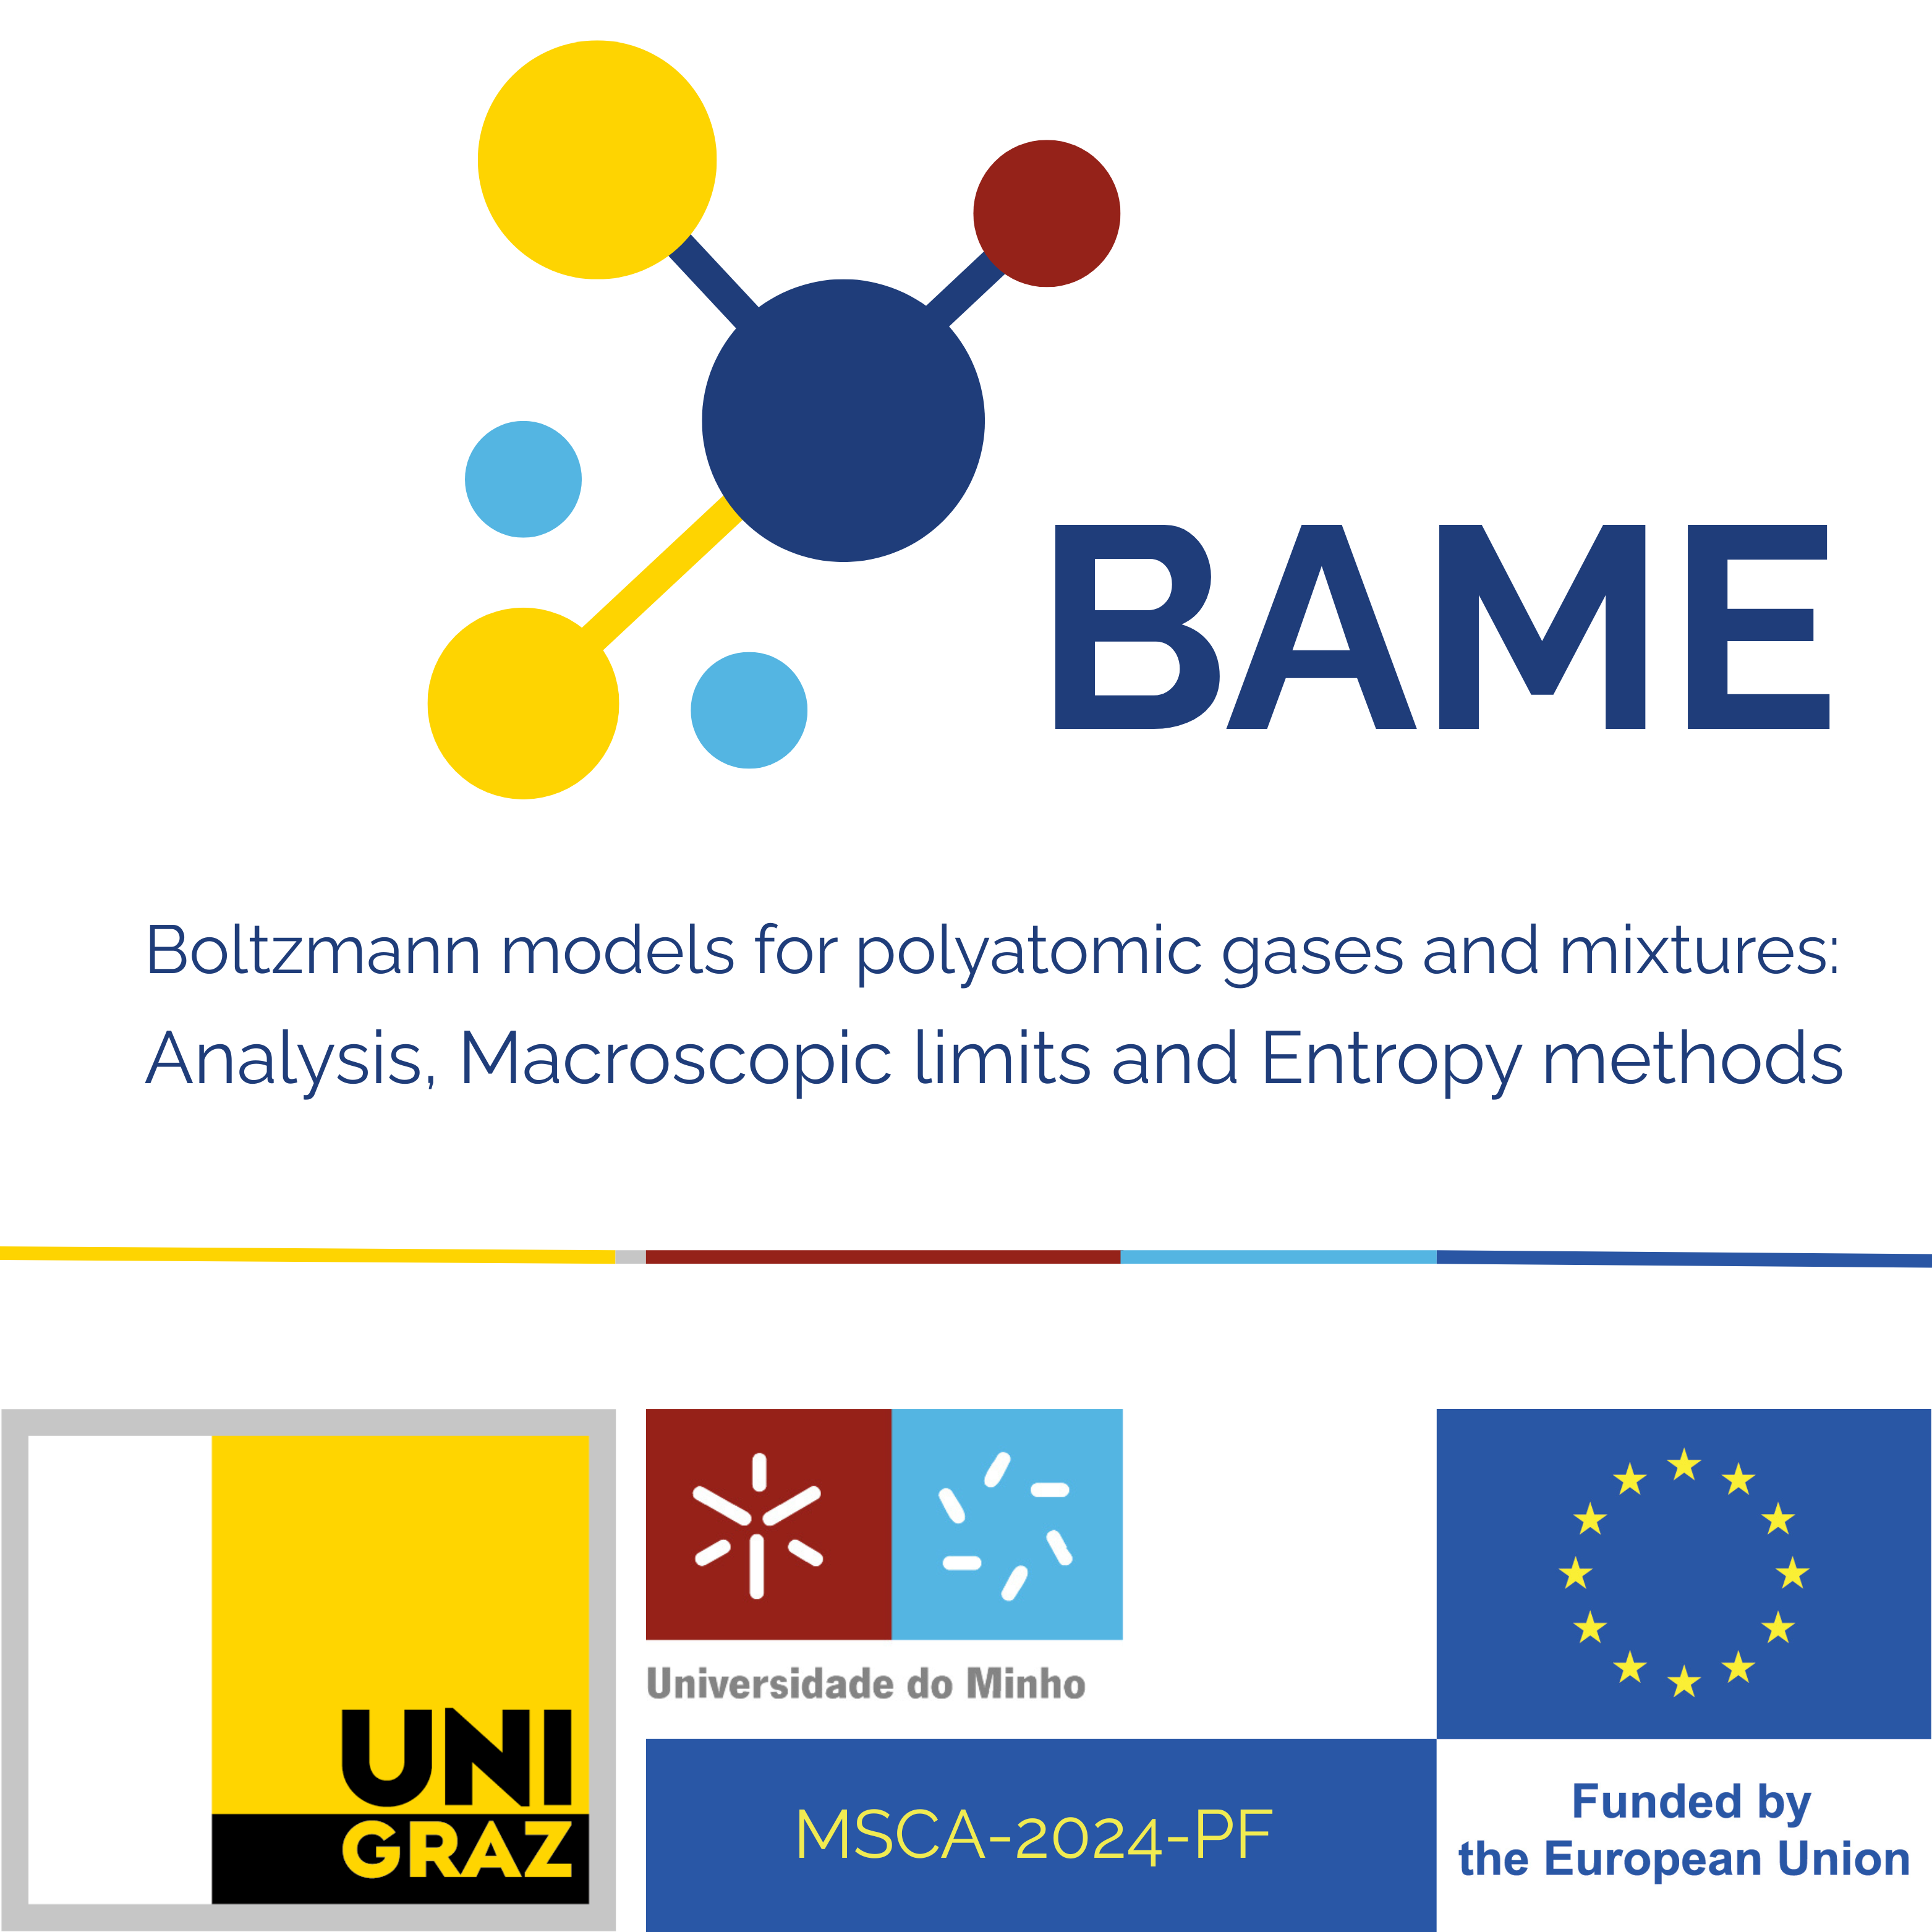 BAME
Boltzmann models for polyatomic gases and mixtures:
Analysis, Macroscopic limits and Entropy methods
UNI
GRAZ
Universidade do Minho
MSCA-2024-PF
Funded by
the European Union